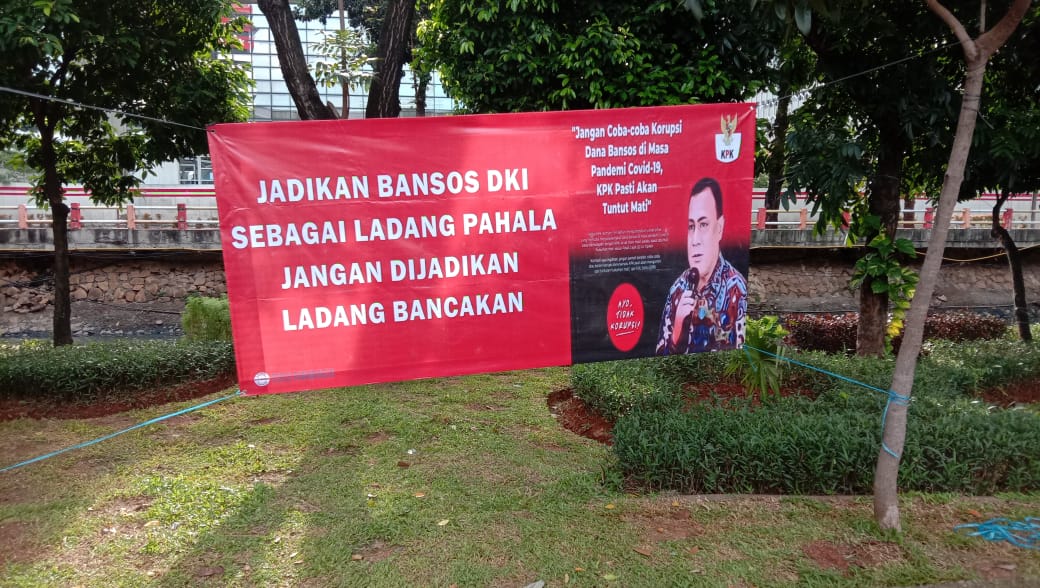 JADIKAN BANSOS DKI
SEBAGAI LADANG PAHALA
JANGAN DIJADIKAN
LADANG BANCAKAN
"Jangan Coba-coba Korupsi
Dana Bansos di Masa
Pandemi Covid-19,
KPK Pasti Akan
Tuntut Mati"
KPK
AYO,
TIDAK
KORUPSI!